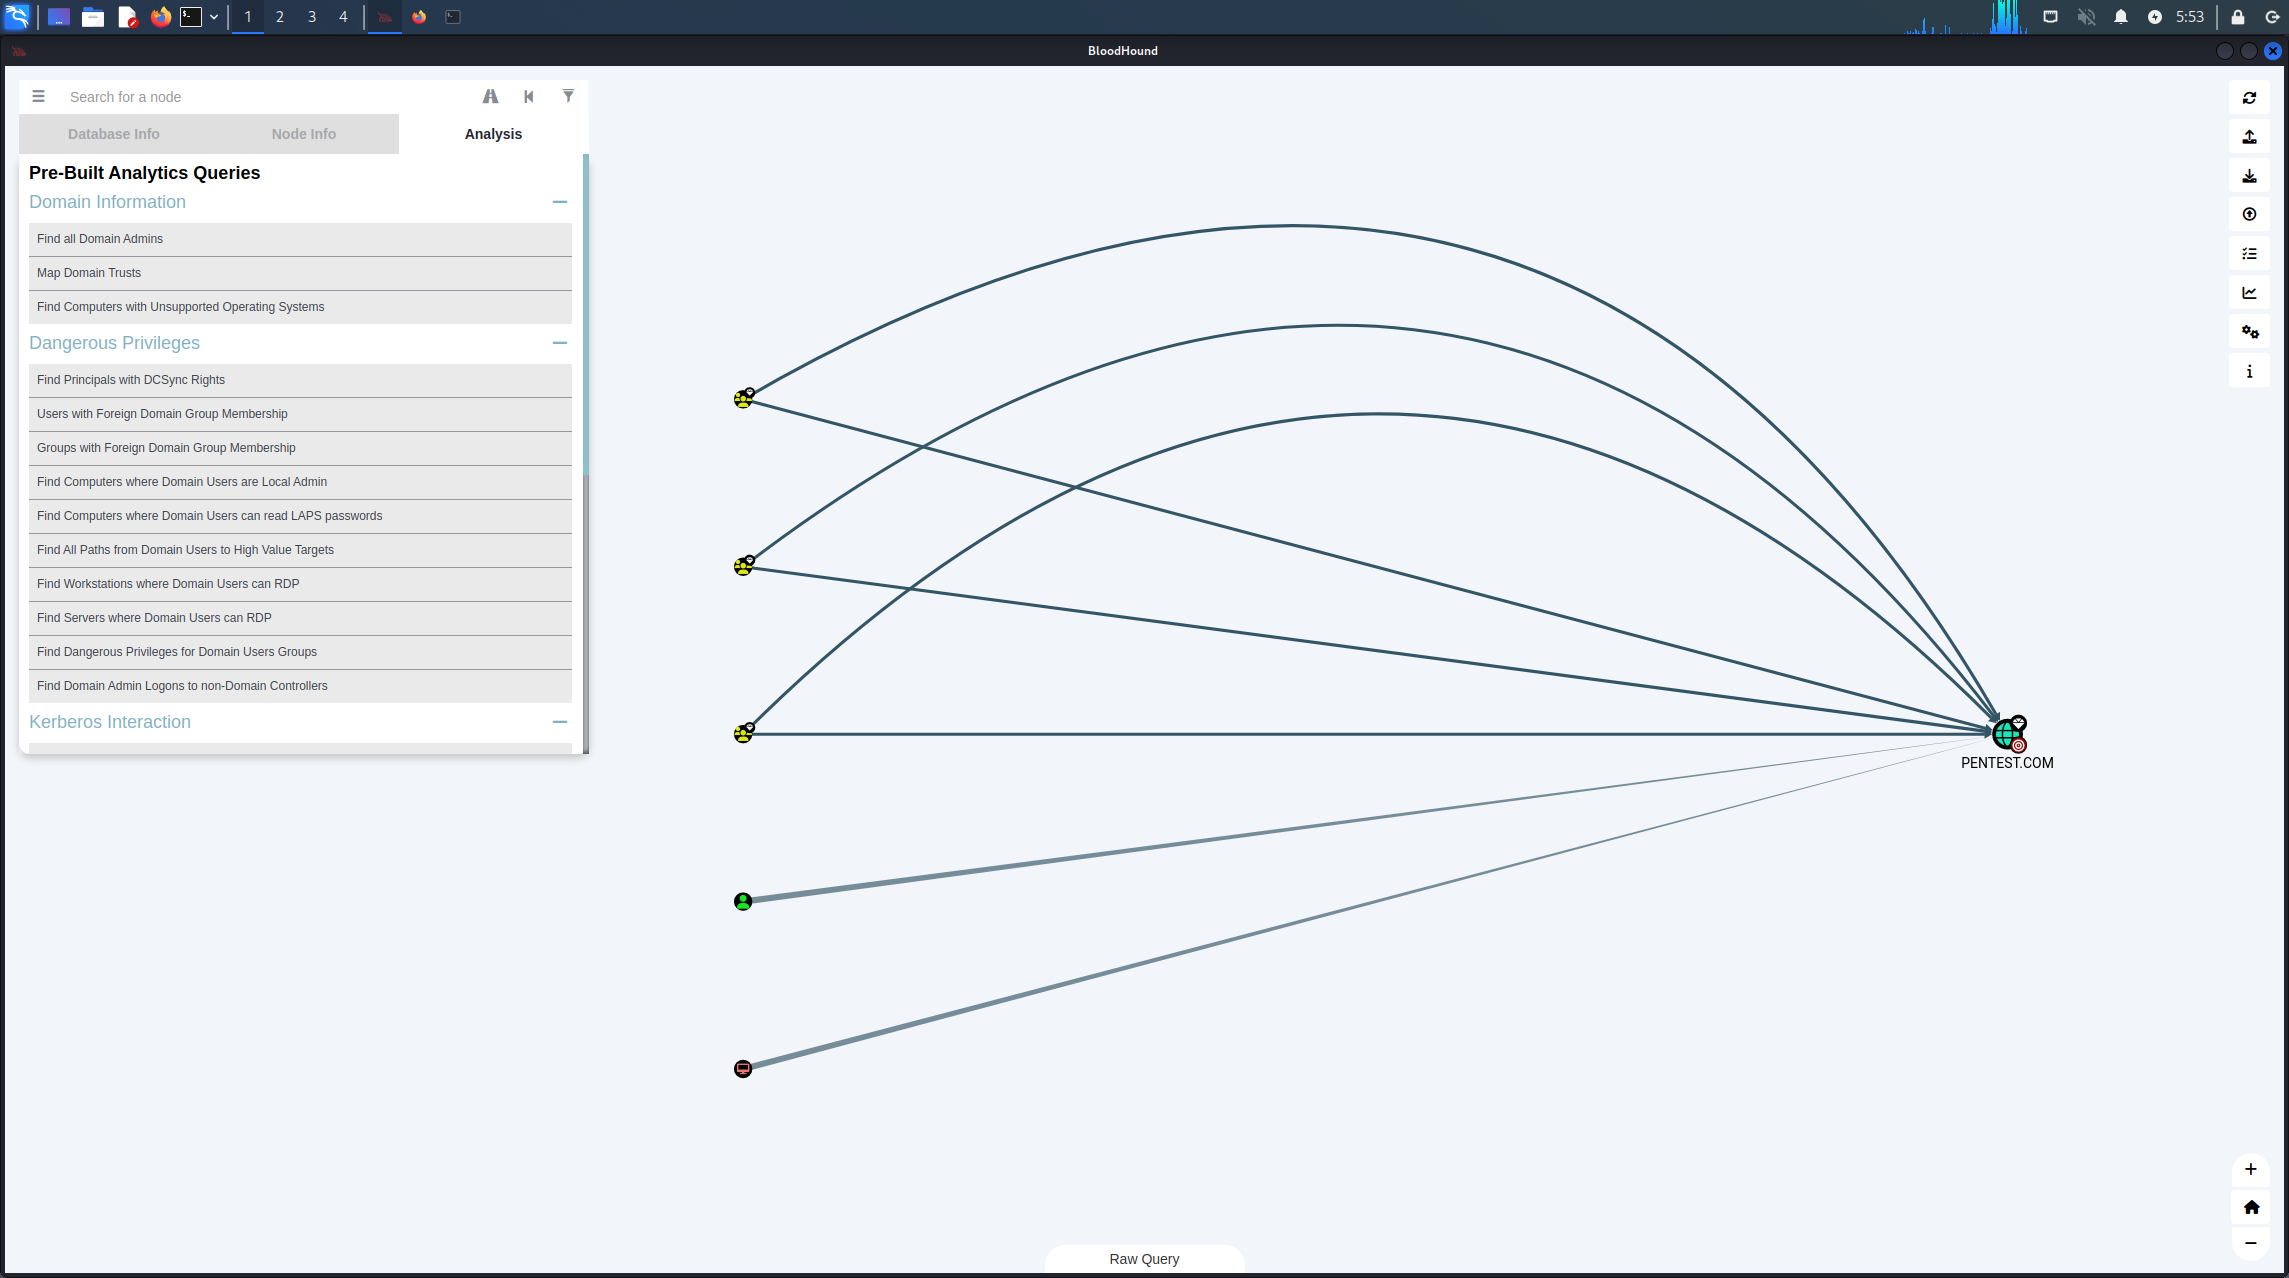 1 2 3 4
5:53
BloodHound
Search for a node
Database Info Node Info Analysis
Pre-Built Analytics Queries
Domain Information
Find all Domain Admins
Map Domain Trusts
Find Computers with Unsupported Operating Systems
Dangerous Privileges
Find Principals with DCSync Rights
Users with Foreign Domain Group Membership
Groups with Foreign Domain Group Membership
Find Computers where Domain Users are Local Admin
Find Computers where Domain Users can read LAPS passwords
Find All Paths from Domain Users to High Value Targets
Find Workstations where Domain Users can RDP
Find Servers where Domain Users can RDP
Find Dangerous Privileges for Domain Users Groups
Find Domain Admin Logons to non-Domain Controllers
Kerberos Interaction
PENTEST.COM
Raw Query